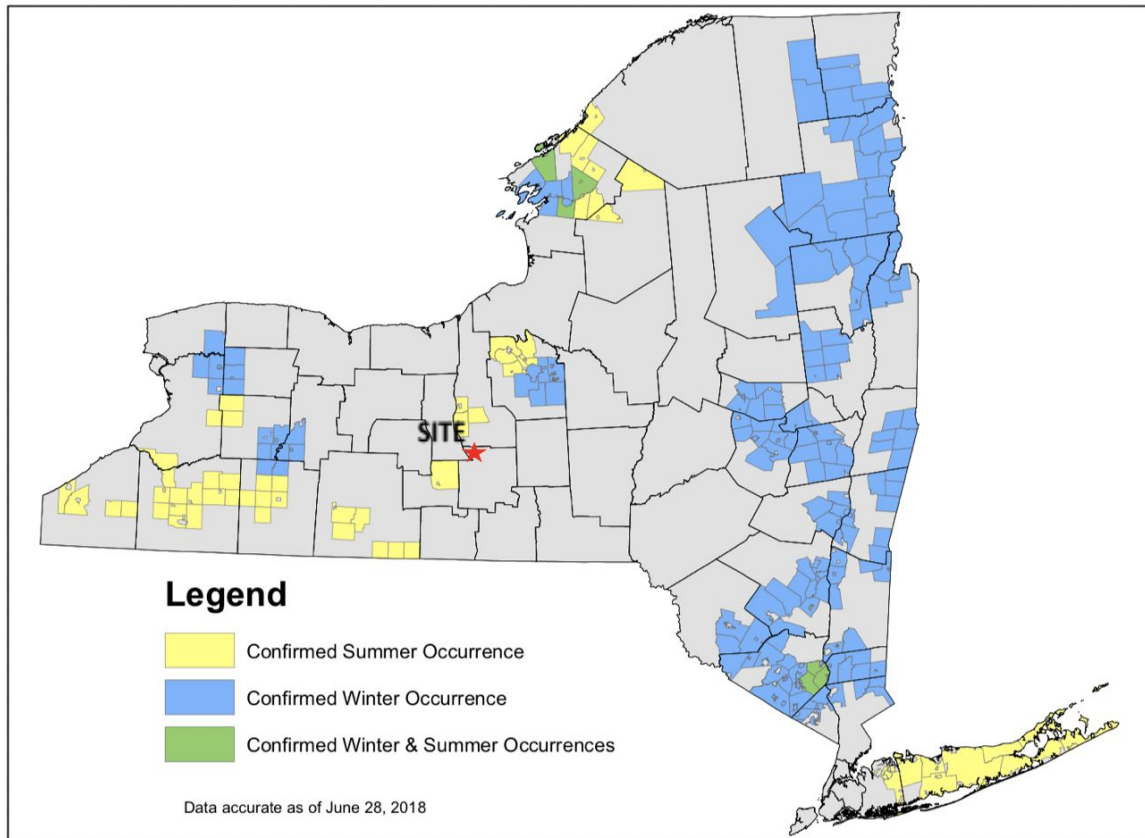 SITE
Legend
Confirmed Summer Occurrence
Confirmed Winter Occurrence
Confirmed Winter & Summer Occurrences
Data accurate as of June 28, 2018